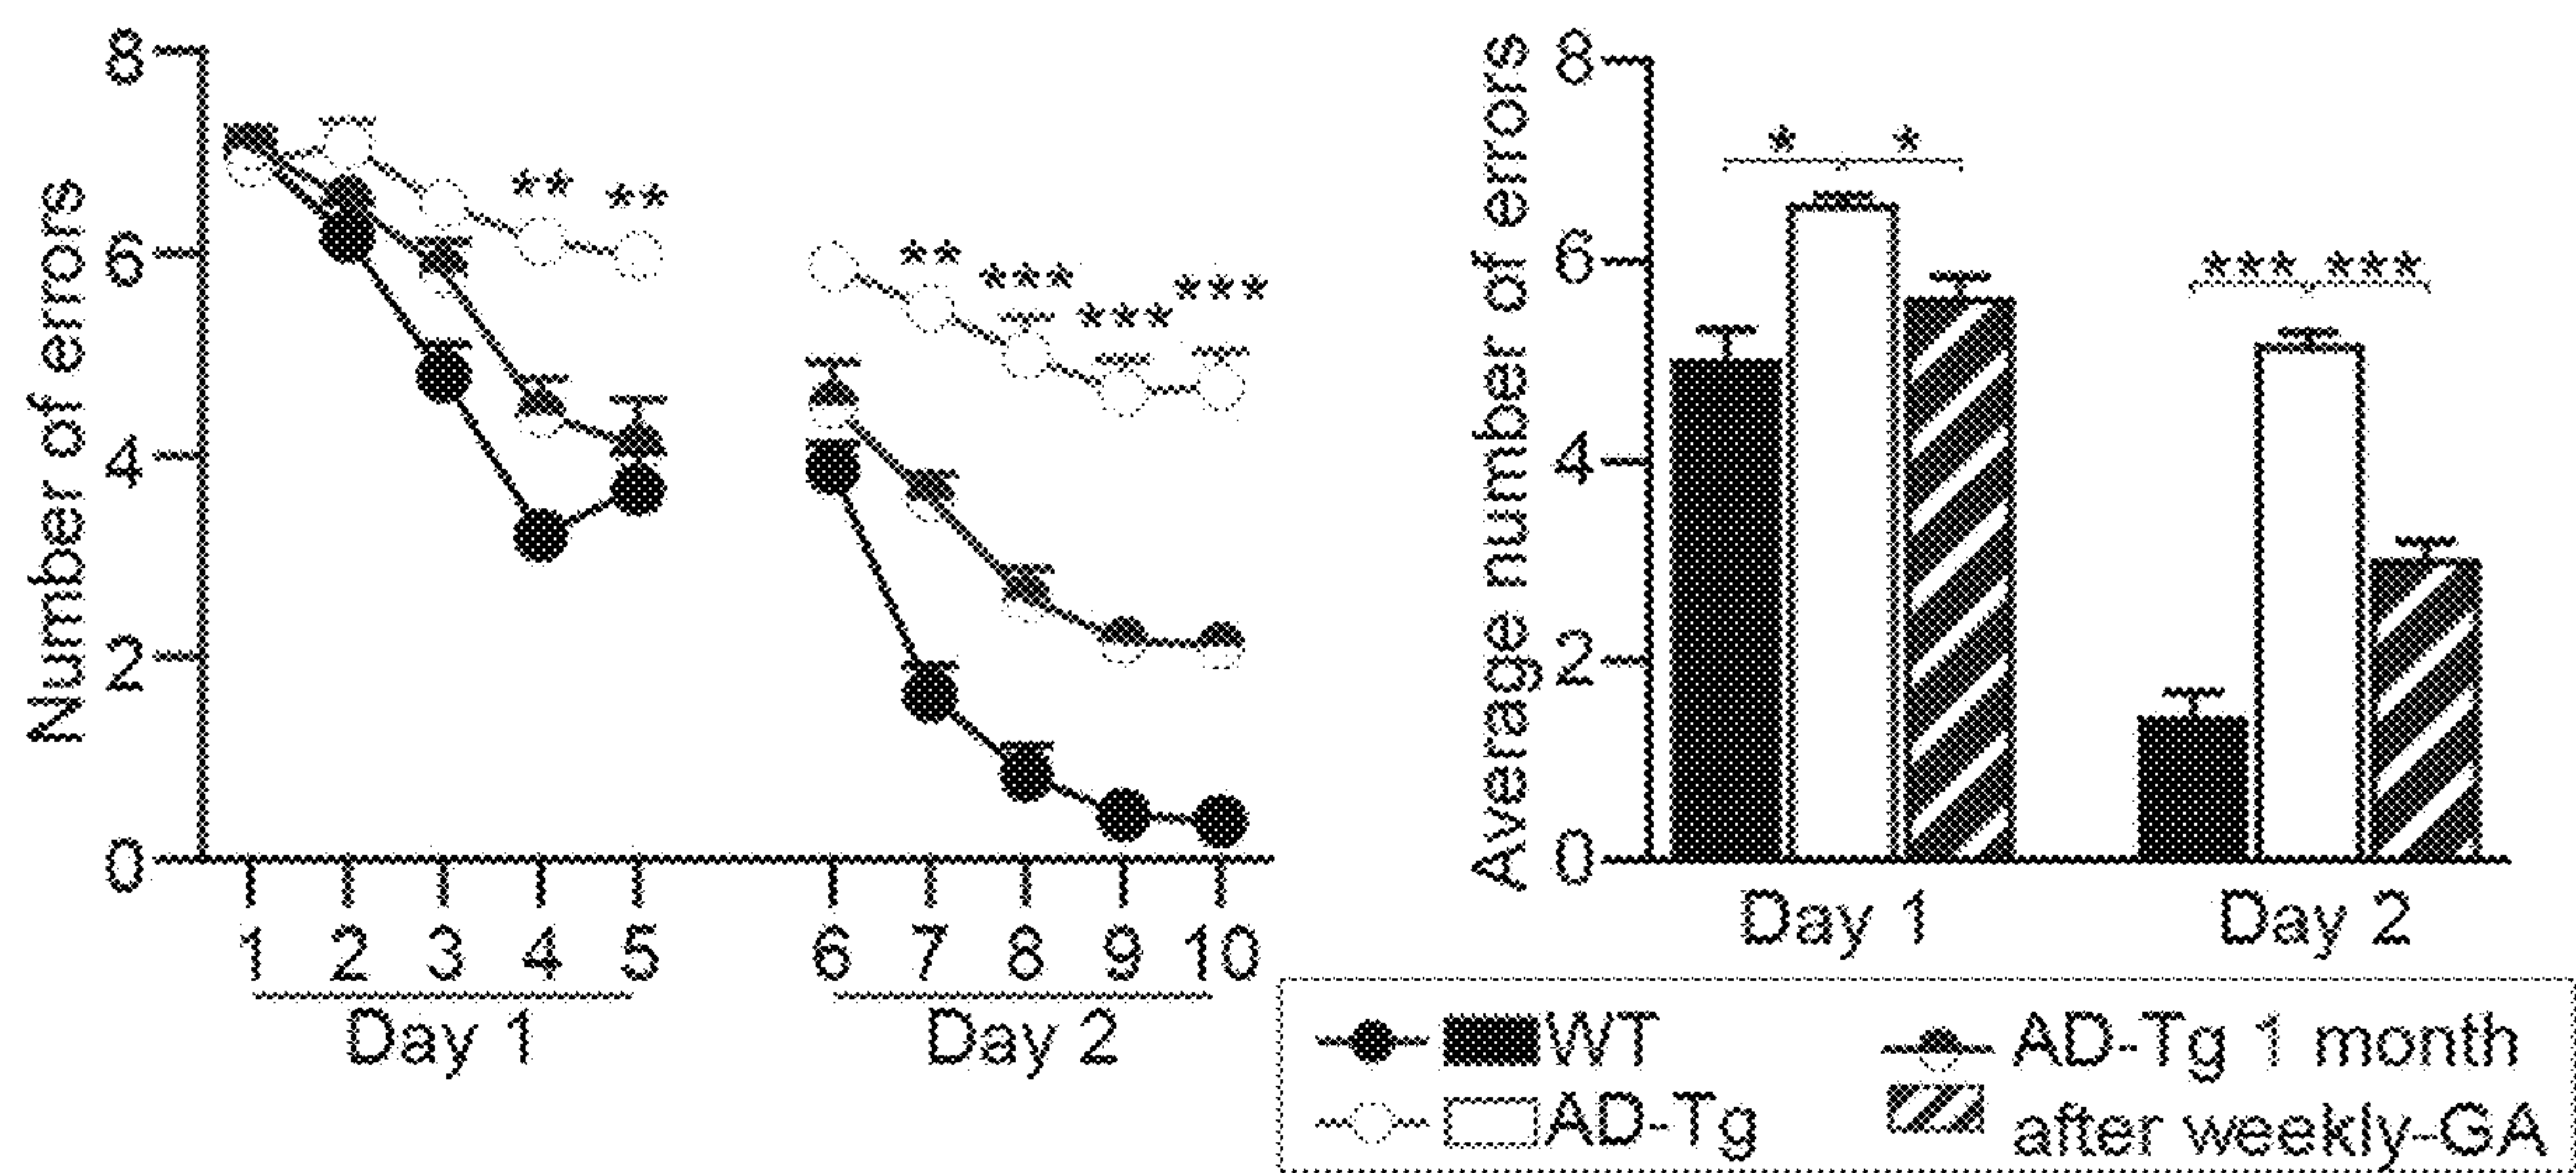 Number of errors
8
6
4
2
0
** **
** *** *** ***
1 2 3 4 5 6 7 8 9 10
Day 1 Day 2
Average number of errors
8
6
4
2
0
* *
*** ***
Day 1 Day 2
WT
AD-Tg
AD-Tg 1 month
after weekly-GA